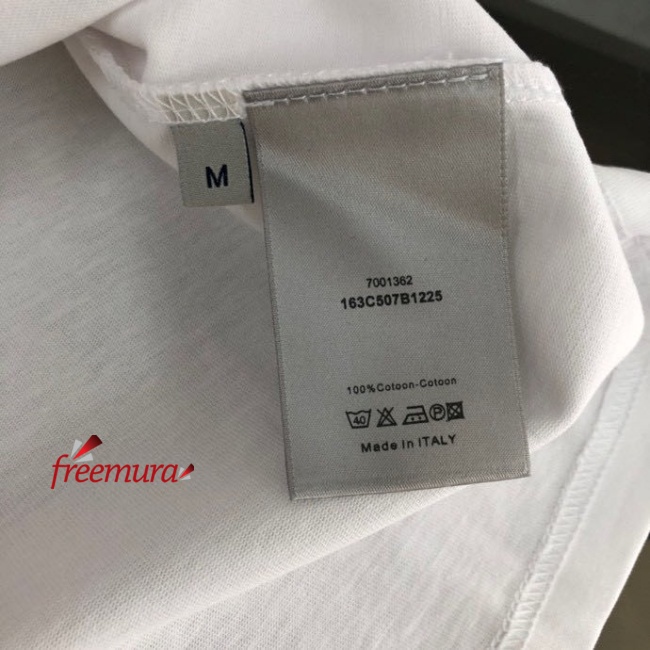 M
7001362
163C507B1225
100%Cotoon-Cotoon
40
P
Made in ITALY
freemura